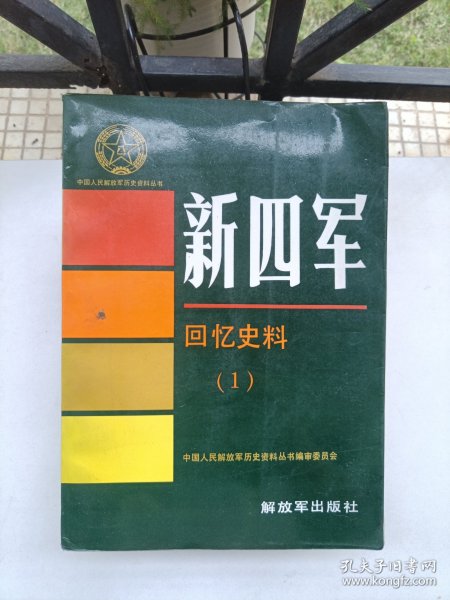 中国人民解放军历史资料丛书
新四军
回忆史料
(1)
中国人民解放军历史资料丛书编审委员会
解放军出版社
孔夫子旧书网
www.kongfz.com